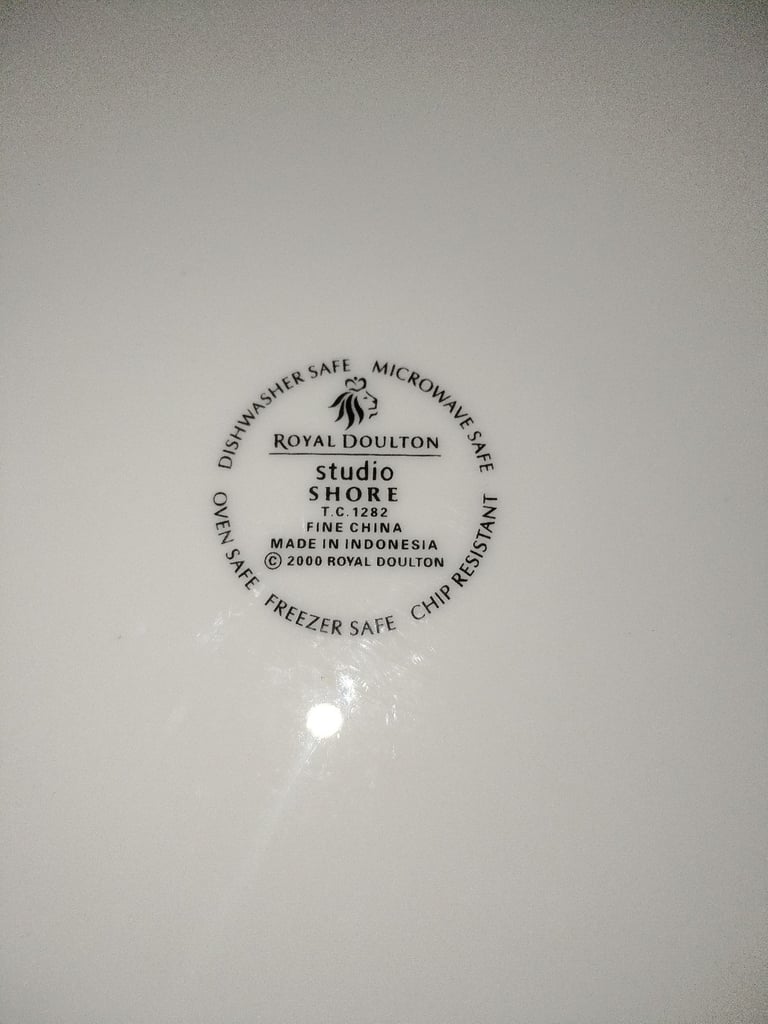 DISHWASHER SAFE MICROWAVE SAFE
ROYAL DOULTON
studio
SHORE
T.C.1282
FINE CHINA
MADE IN INDONESIA
© 2000 ROYAL DOULTON
OVEN SAFE FREEZER SAFE CHIP RESISTANT